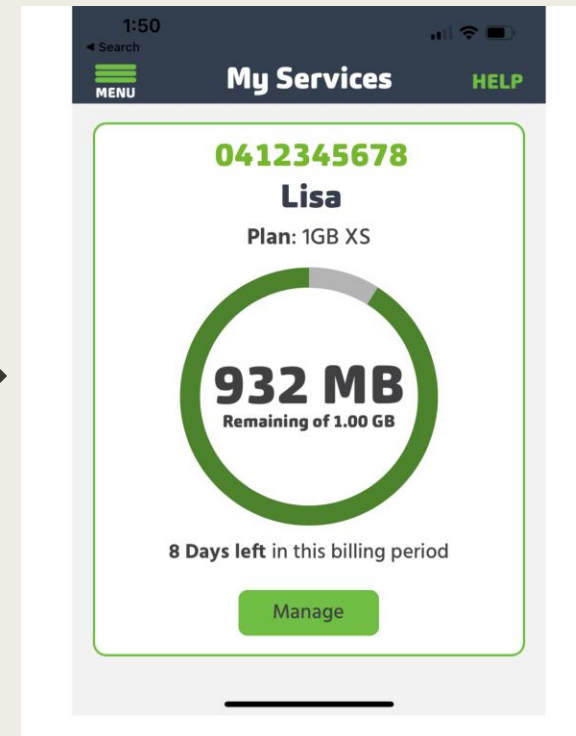 1:50
◄ Search
MENU
My Services
HELP
0412345678
Lisa
Plan: 1GB XS
932 MB
Remaining of 1.00 GB
8 Days left in this billing period
Manage